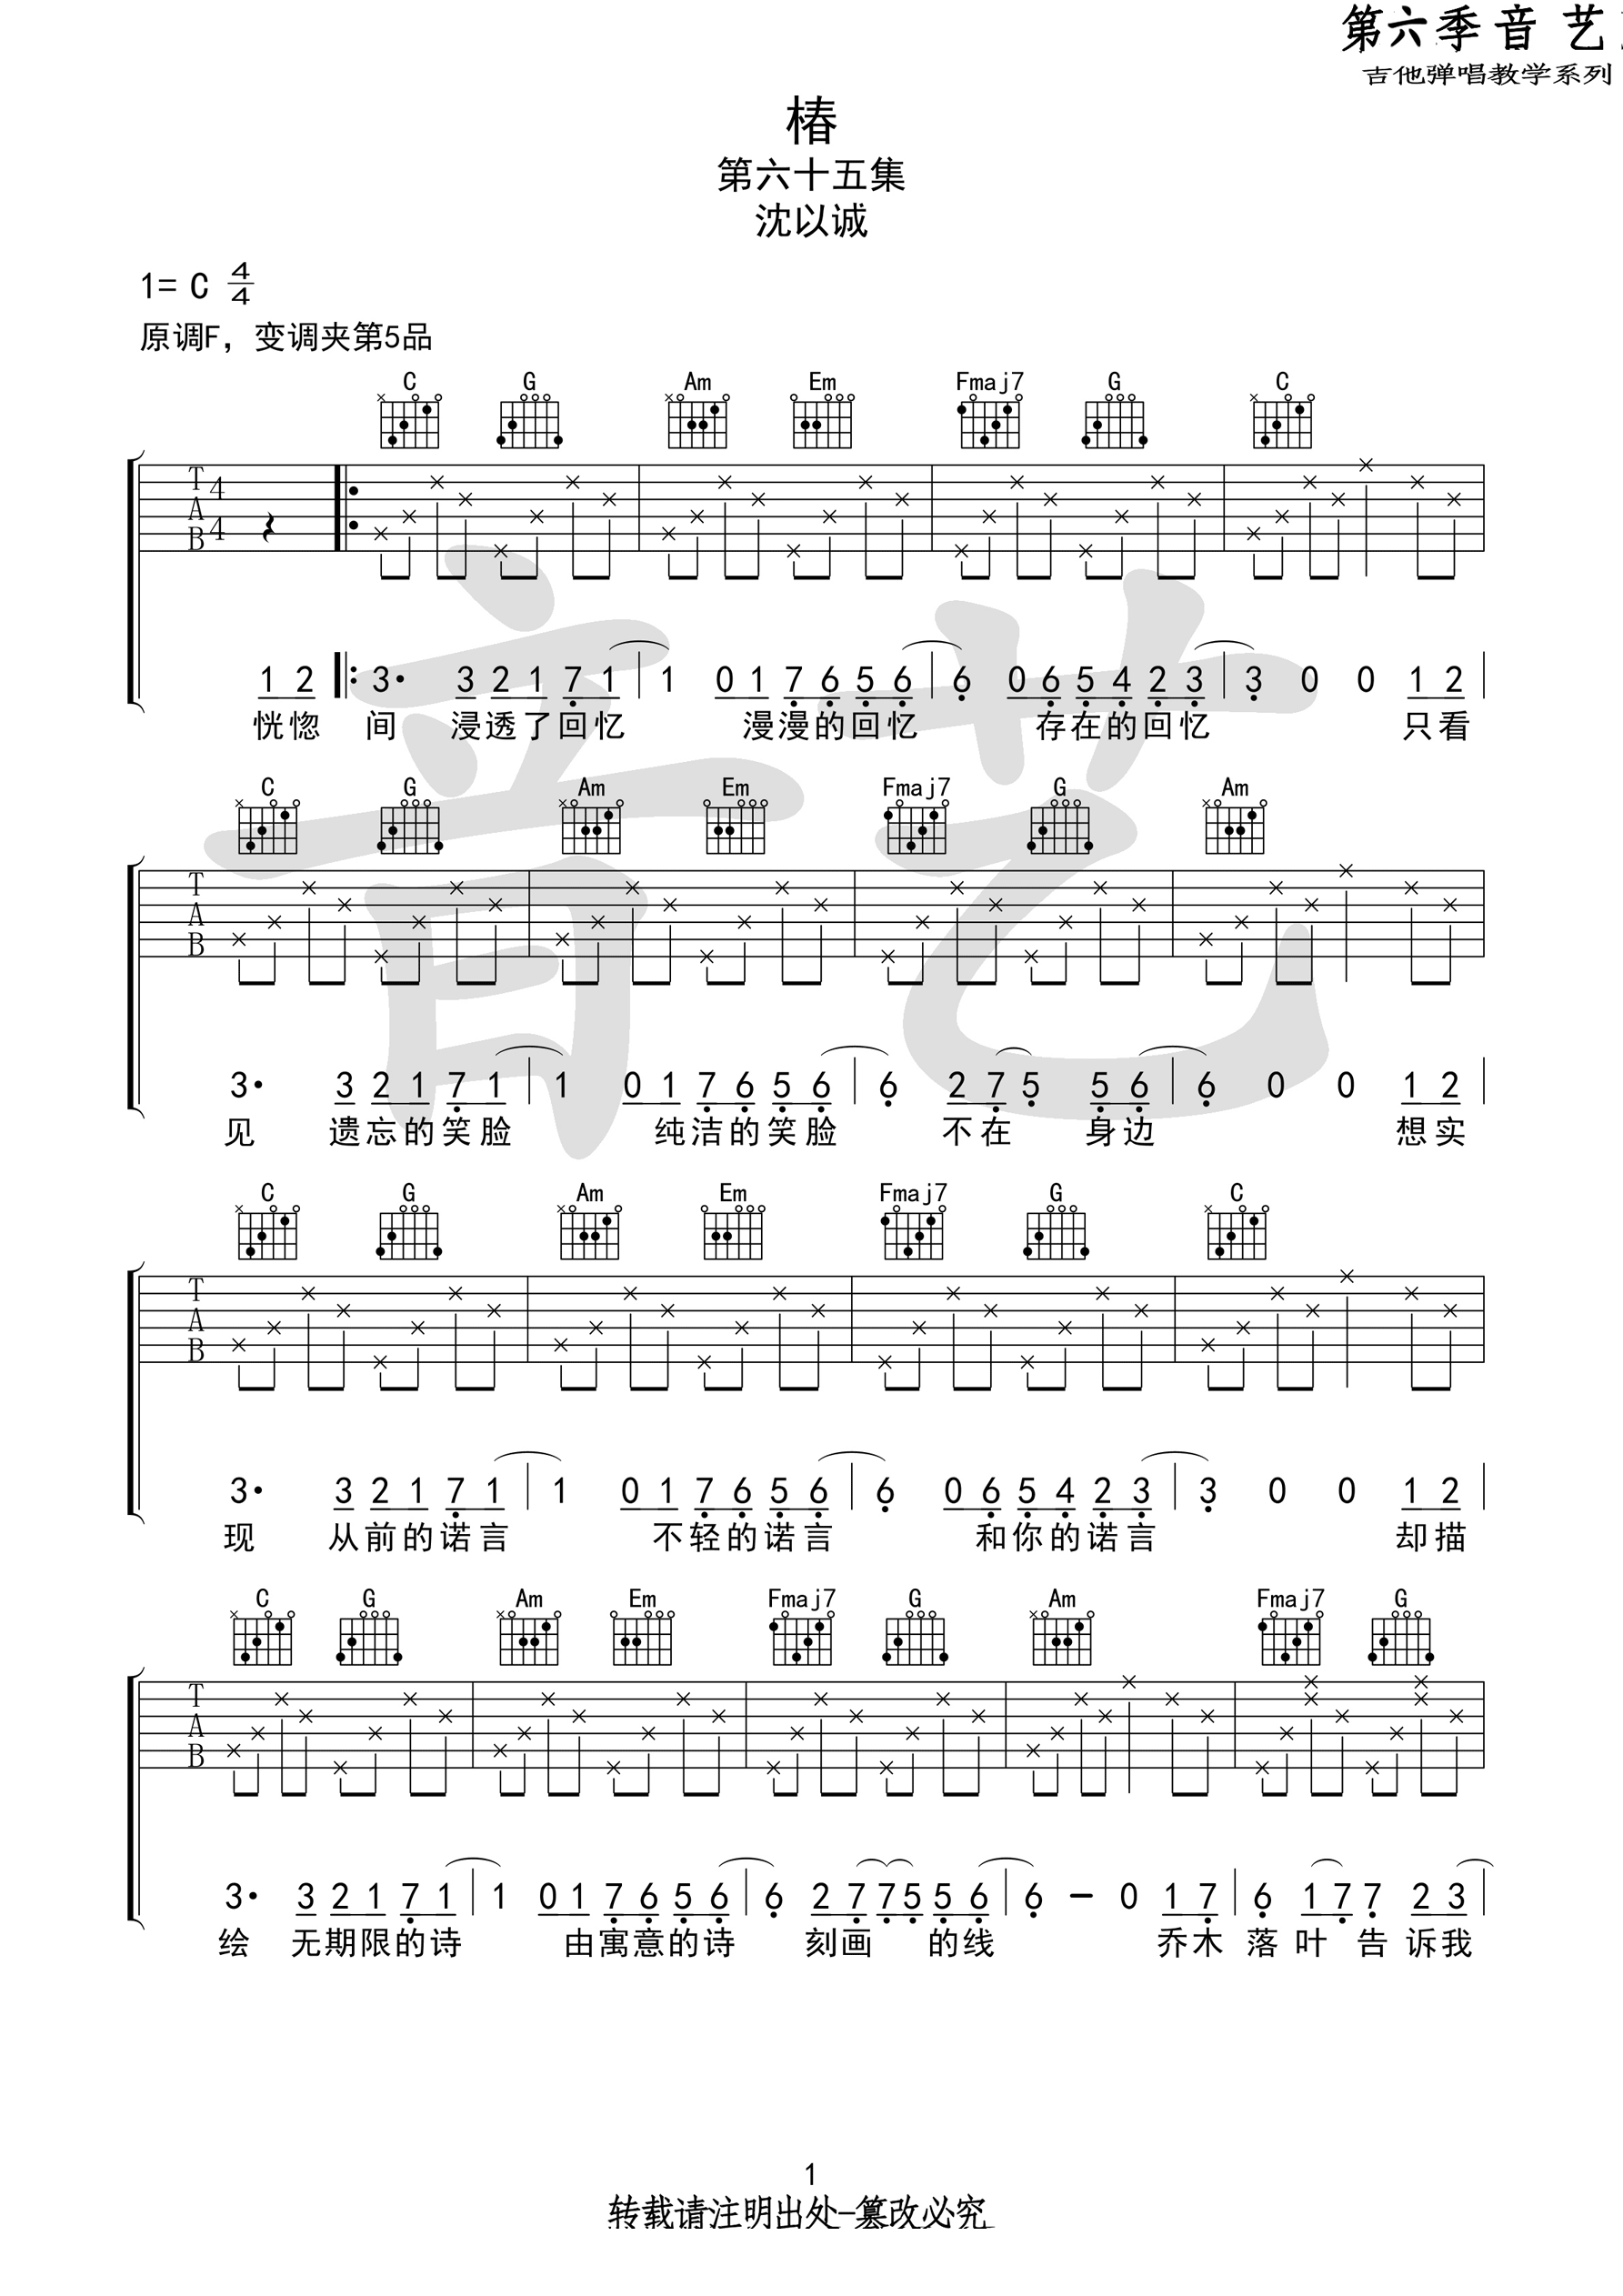 第六季音 艺
吉他弹唱教学系列
椿
第六十五集
沈以诚
1= C 4/4
原调F，变调夹第5品
C G Am Em Fmaj7 G C
T A B 4/4
1 2 3· 3 2 1 7 1 1 0 1 7 6 5 6 6 0 6 5 4 2 3 3 0 0 1 2
恍惚 间 浸透了回忆 漫漫的回忆 存在的回忆 只看
C G Am Em Fmaj7 G Am
T A B
3· 3 2 1 7 1 1 0 1 7 6 5 6 6 2 7 5 5 6 6 0 0 1 2
见 遗忘的笑脸 纯洁的笑脸 不在 身边 想实
C G Am Em Fmaj7 G C
T A B
3· 3 2 1 7 1 1 0 1 7 6 5 6 6 0 6 5 4 2 3 3 0 0 1 2
现 从前的诺言 不轻的诺言 和你的诺言 却描
C G Am Em Fmaj7 G Am Fmaj7 G
T A B
3· 3 2 1 7 1 1 0 1 7 6 5 6 6 2 7 7 5 5 6 6 - 0 1 7 6 1 7 7 2 3
绘 无期限的诗 由寓意的诗 刻画 的线 乔木 落叶 告诉我
1
转载请注明出处-篡改必究
音艺